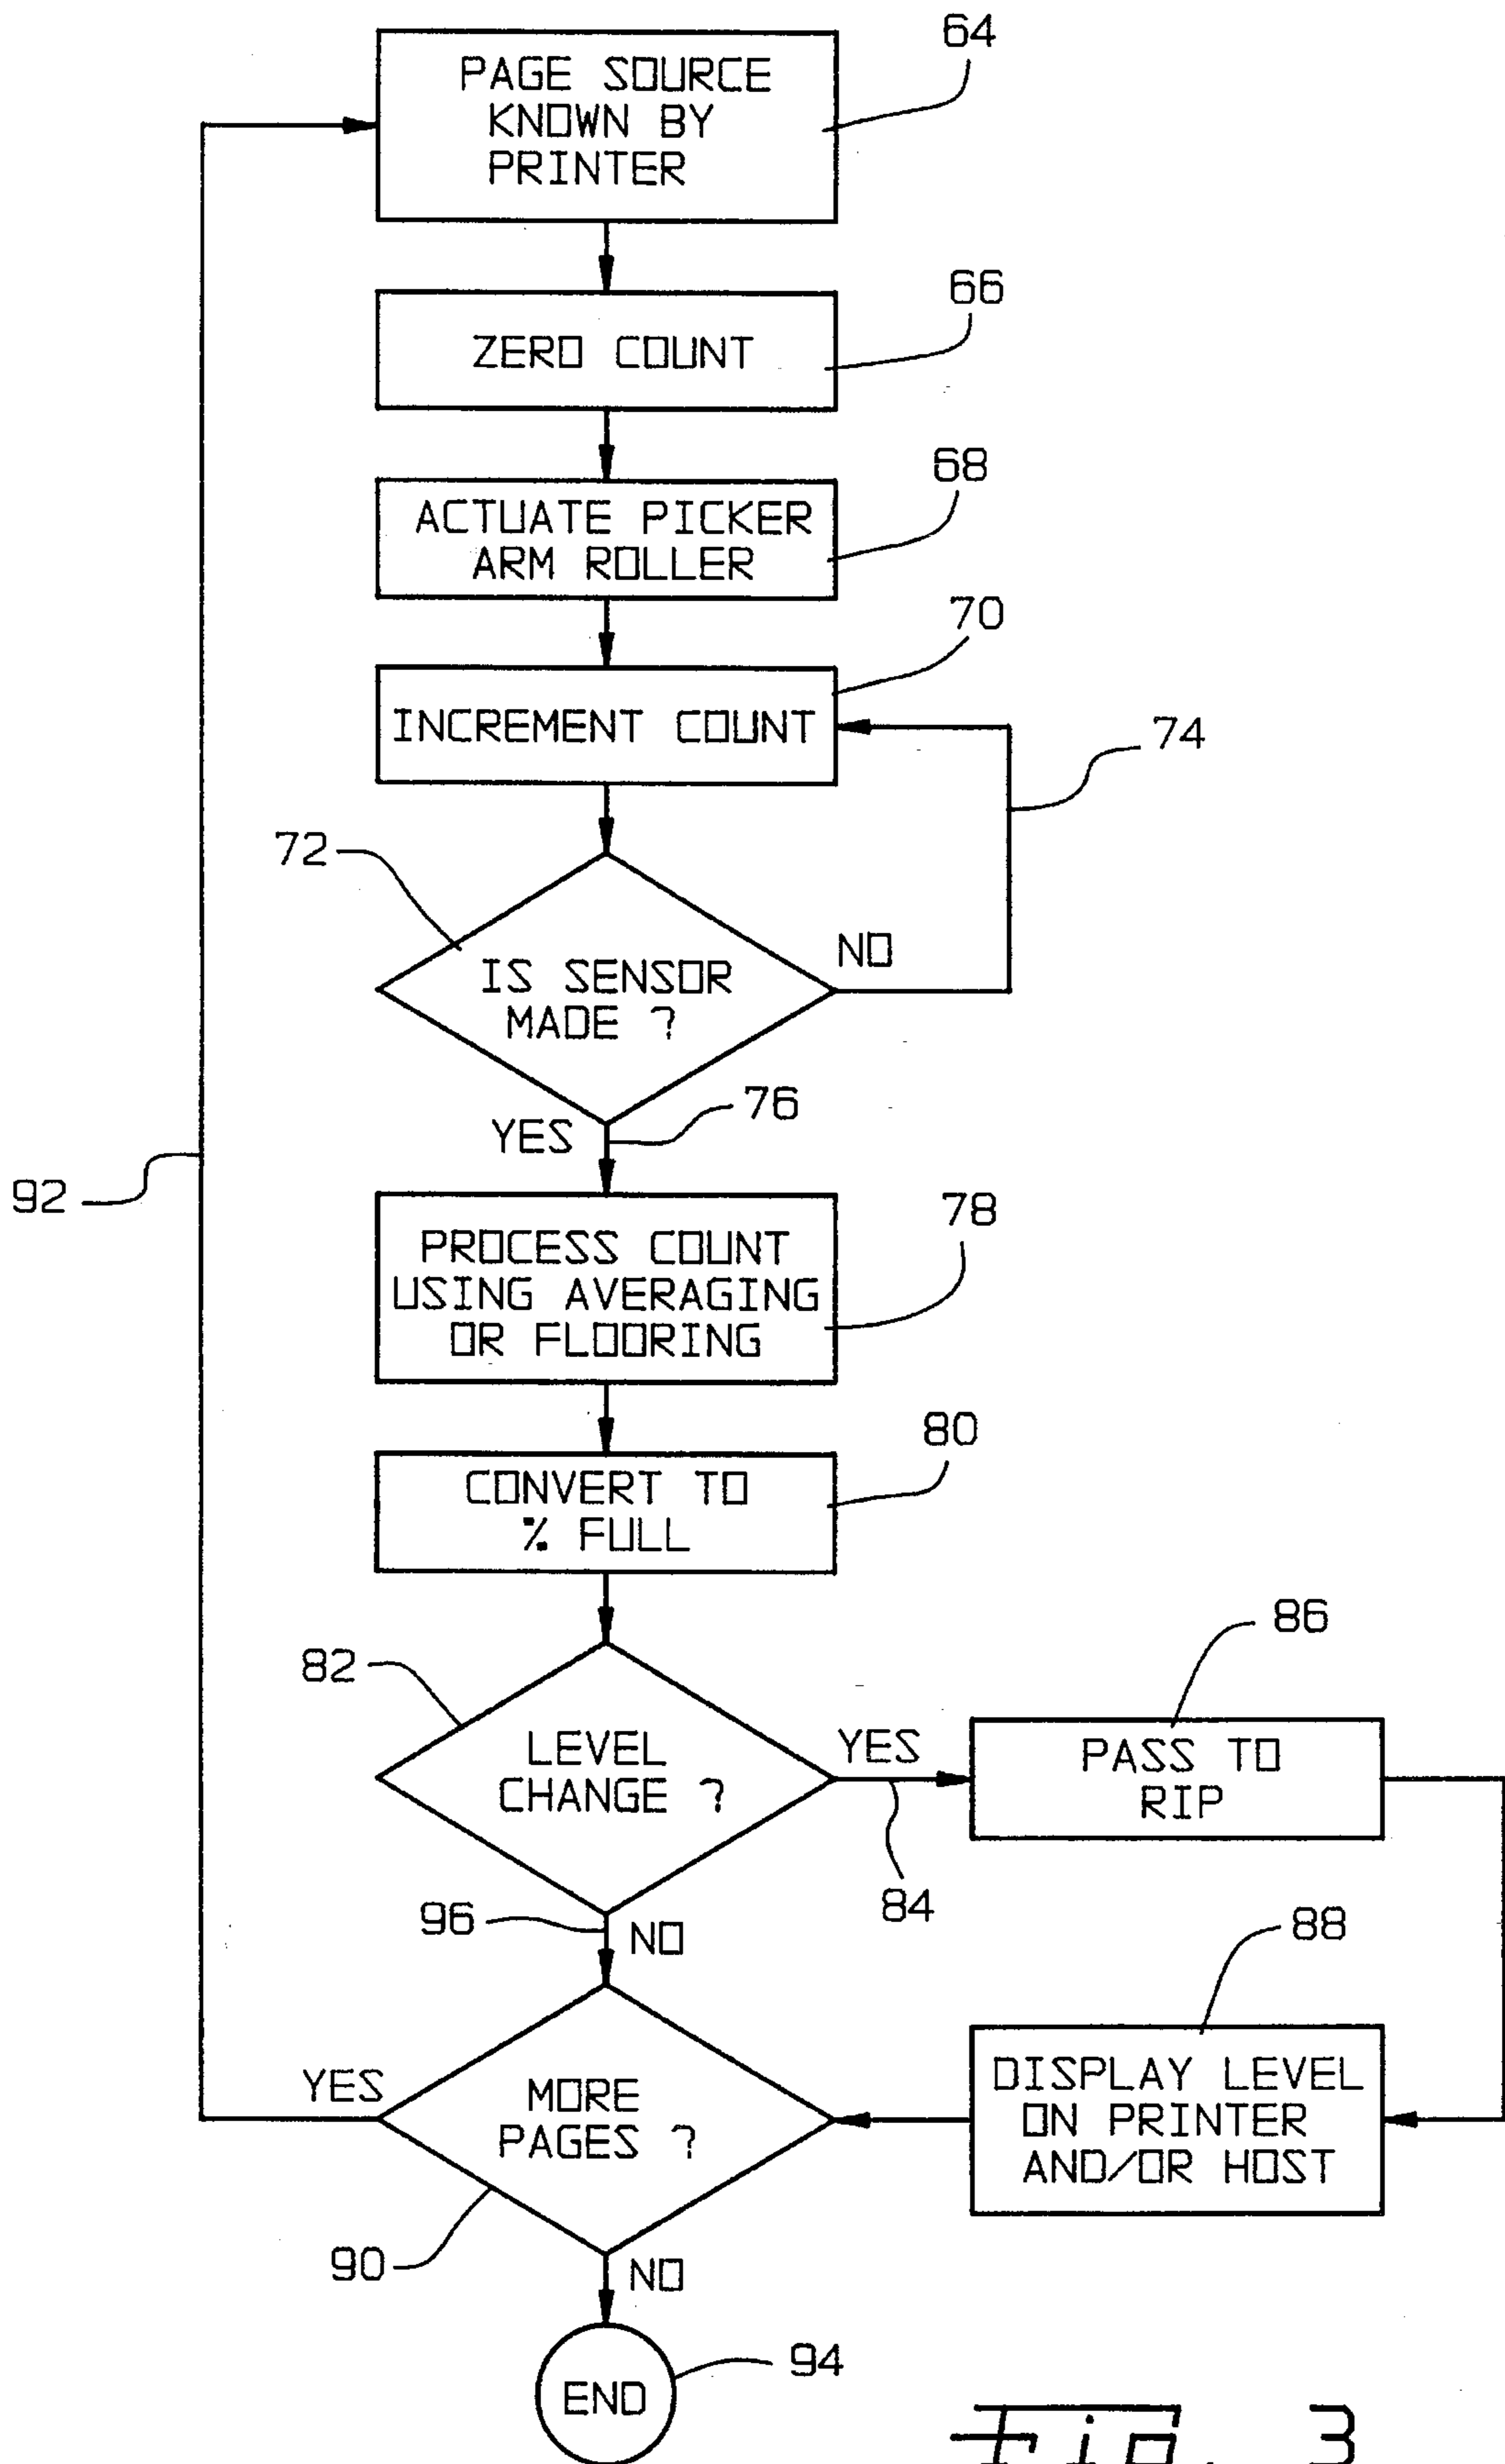 64
PAGE SOURCE
KNOWN BY
PRINTER
66
ZERO COUNT
68
ACTUATE PICKER
ARM ROLLER
70
INCREMENT COUNT
74
72
NO
IS SENSOR
MADE ?
76
YES
92
78
PROCESS COUNT
USING AVERAGING
OR FLOORING
80
CONVERT TO
% FULL
86
82
YES
LEVEL
CHANGE ?
PASS TO
RIP
84
96
NO
88
YES
MORE
PAGES ?
DISPLAY LEVEL
ON PRINTER
AND/OR HOST
90
NO
94
END
Fig. 3